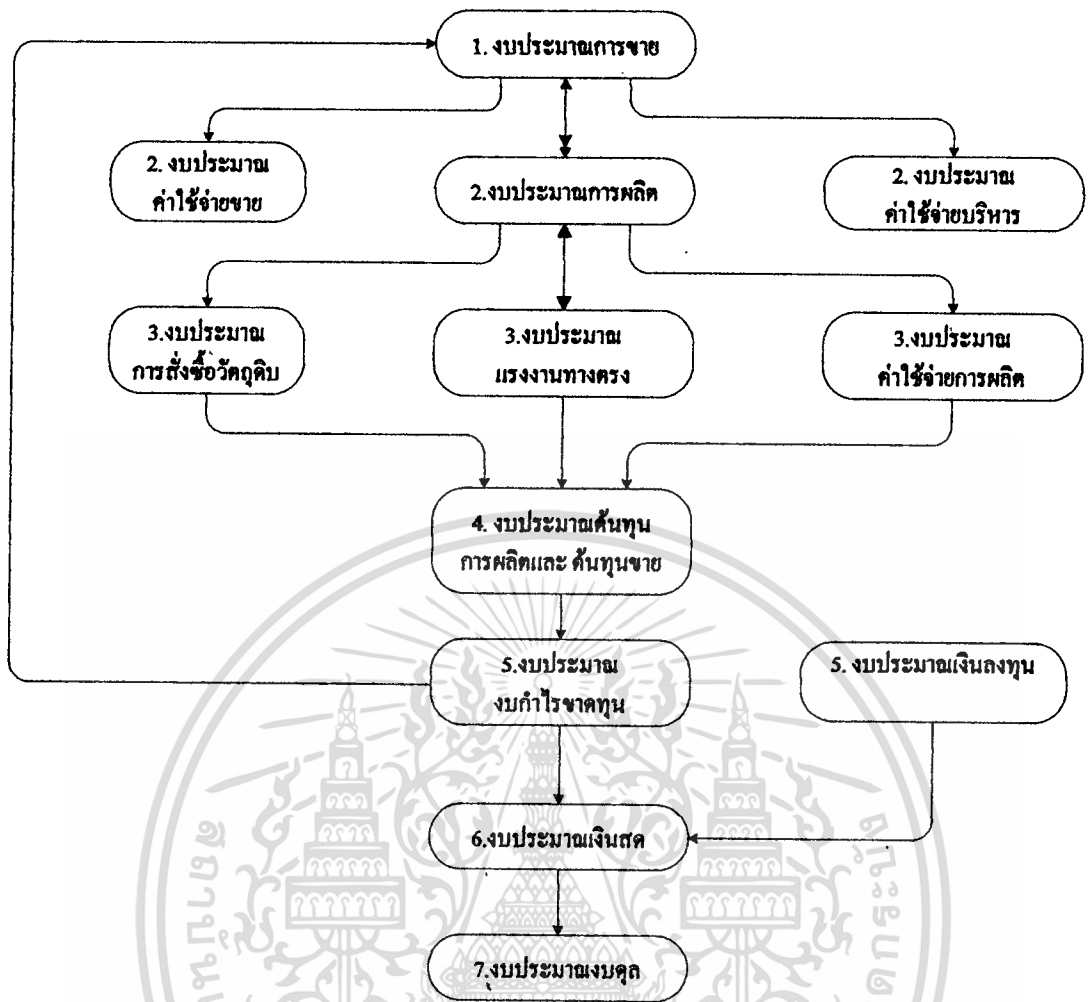 1. งบประมาณการขาย
2. งบประมาณ
ค่าใช้จ่ายขาย
2.งบประมาณการผลิต
2. งบประมาณ
ค่าใช้จ่ายบริหาร
3.งบประมาณ
การสั่งซื้อวัตถุดิบ
3.งบประมาณ
แรงงานทางตรง
3.งบประมาณ
ค่าใช้จ่ายการผลิต
4. งบประมาณต้นทุน
การผลิตและ ต้นทุนขาย
5.งบประมาณ
งบกำไรขาดทุน
5. งบประมาณเงินลงทุน
6.งบประมาณเงินสด
7.งบประมาณงบดุล